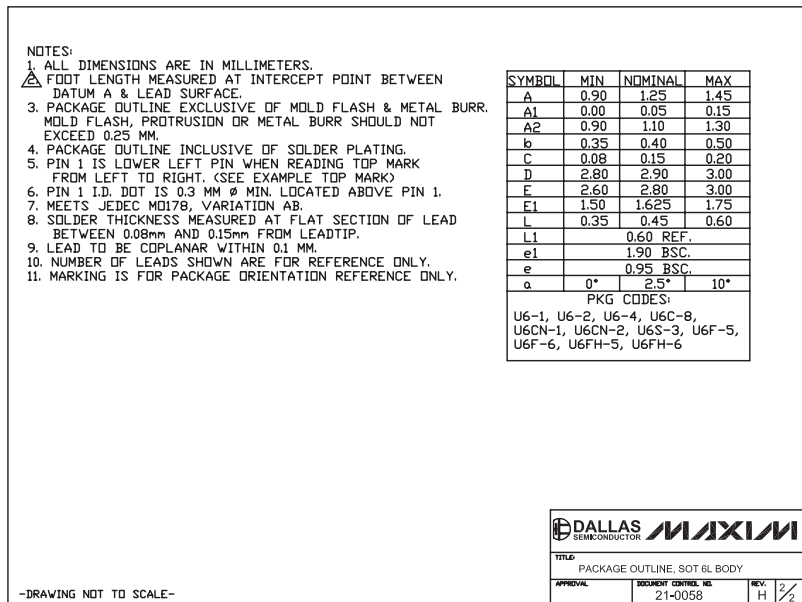 NOTES:
1. ALL DIMENSIONS ARE IN MILLIMETERS.
2. FOOT LENGTH MEASURED AT INTERCEPT POINT BETWEEN
DATUM A & LEAD SURFACE.
3. PACKAGE OUTLINE EXCLUSIVE OF MOLD FLASH & METAL BURR.
MOLD FLASH, PROTRUSION OR METAL BURR SHOULD NOT
EXCEED 0.25 MM.
4. PACKAGE OUTLINE INCLUSIVE OF SOLDER PLATING.
5. PIN 1 IS LOWER LEFT PIN WHEN READING TOP MARK
FROM LEFT TO RIGHT. (SEE EXAMPLE TOP MARK)
6. PIN 1 I.D. DOT IS 0.3 MM ø MIN. LOCATED ABOVE PIN 1.
7. MEETS JEDEC MO178, VARIATION AB.
8. SOLDER THICKNESS MEASURED AT FLAT SECTION OF LEAD
BETWEEN 0.08mm AND 0.15mm FROM LEADTIP.
9. LEAD TO BE COPLANAR WITHIN 0.1 MM.
10. NUMBER OF LEADS SHOWN ARE FOR REFERENCE ONLY.
11. MARKING IS FOR PACKAGE ORIENTATION REFERENCE ONLY.
SYMBOL MIN NOMINAL MAX
A 0.90 1.25 1.45
A1 0.00 0.05 0.15
A2 0.90 1.10 1.30
b 0.35 0.40 0.50
C 0.08 0.15 0.20
D 2.80 2.90 3.00
E 2.60 2.80 3.00
E1 1.50 1.625 1.75
L 0.35 0.45 0.60
L1 0.60 REF.
e1 1.90 BSC.
e 0.95 BSC.
α 0° 2.5° 10°
PKG CODES:
U6-1, U6-2, U6-4, U6C-8,
U6CN-1, U6CN-2, U6S-3, U6F-5,
U6F-6, U6FH-5, U6FH-6
-DRAWING NOT TO SCALE-
DALLAS SEMICONDUCTOR MAXIM
TITLE:
PACKAGE OUTLINE, SOT 6L BODY
APPROVAL DOCUMENT CONTROL NO. REV.
21-0058 H 2/2